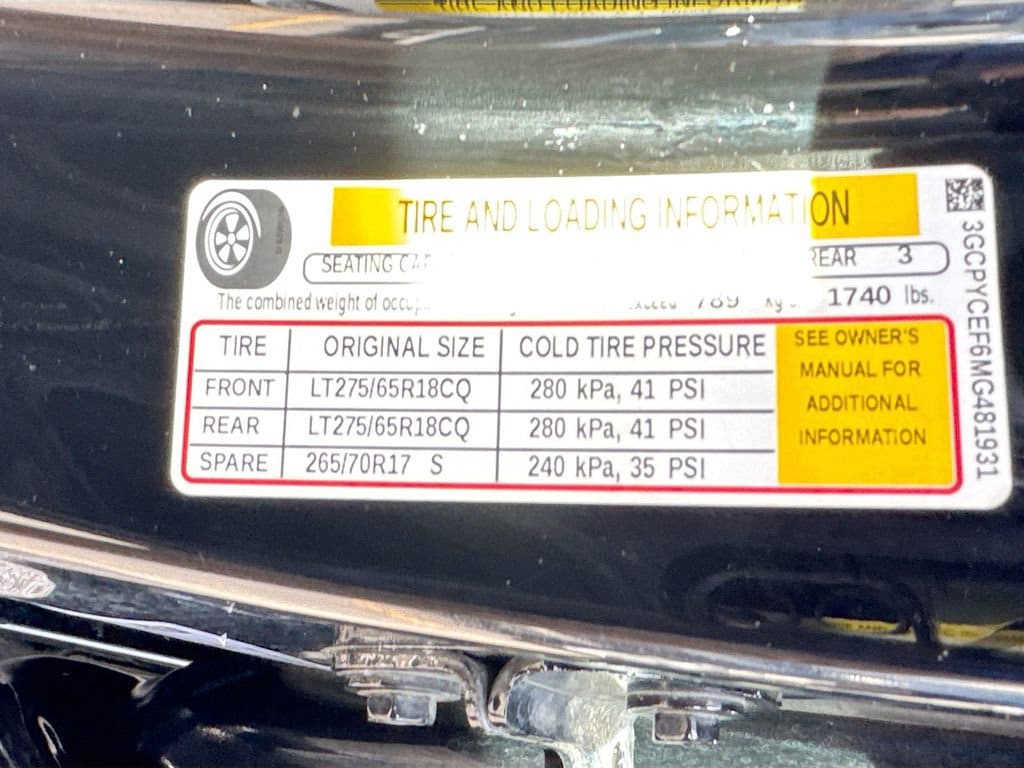 TIRE AND LOADING INFORMATION
SEATING REAR 3
The combined weight of 789 kg 1740 lbs.
TIRE ORIGINAL SIZE COLD TIRE PRESSURE
FRONT LT275/65R18CQ 280 kPa, 41 PSI
REAR LT275/65R18CQ 280 kPa, 41 PSI
SPARE 265/70R17 S 240 kPa, 35 PSI
SEE OWNER'S
MANUAL FOR
ADDITIONAL
INFORMATION
3GCPYCEF6MG481931